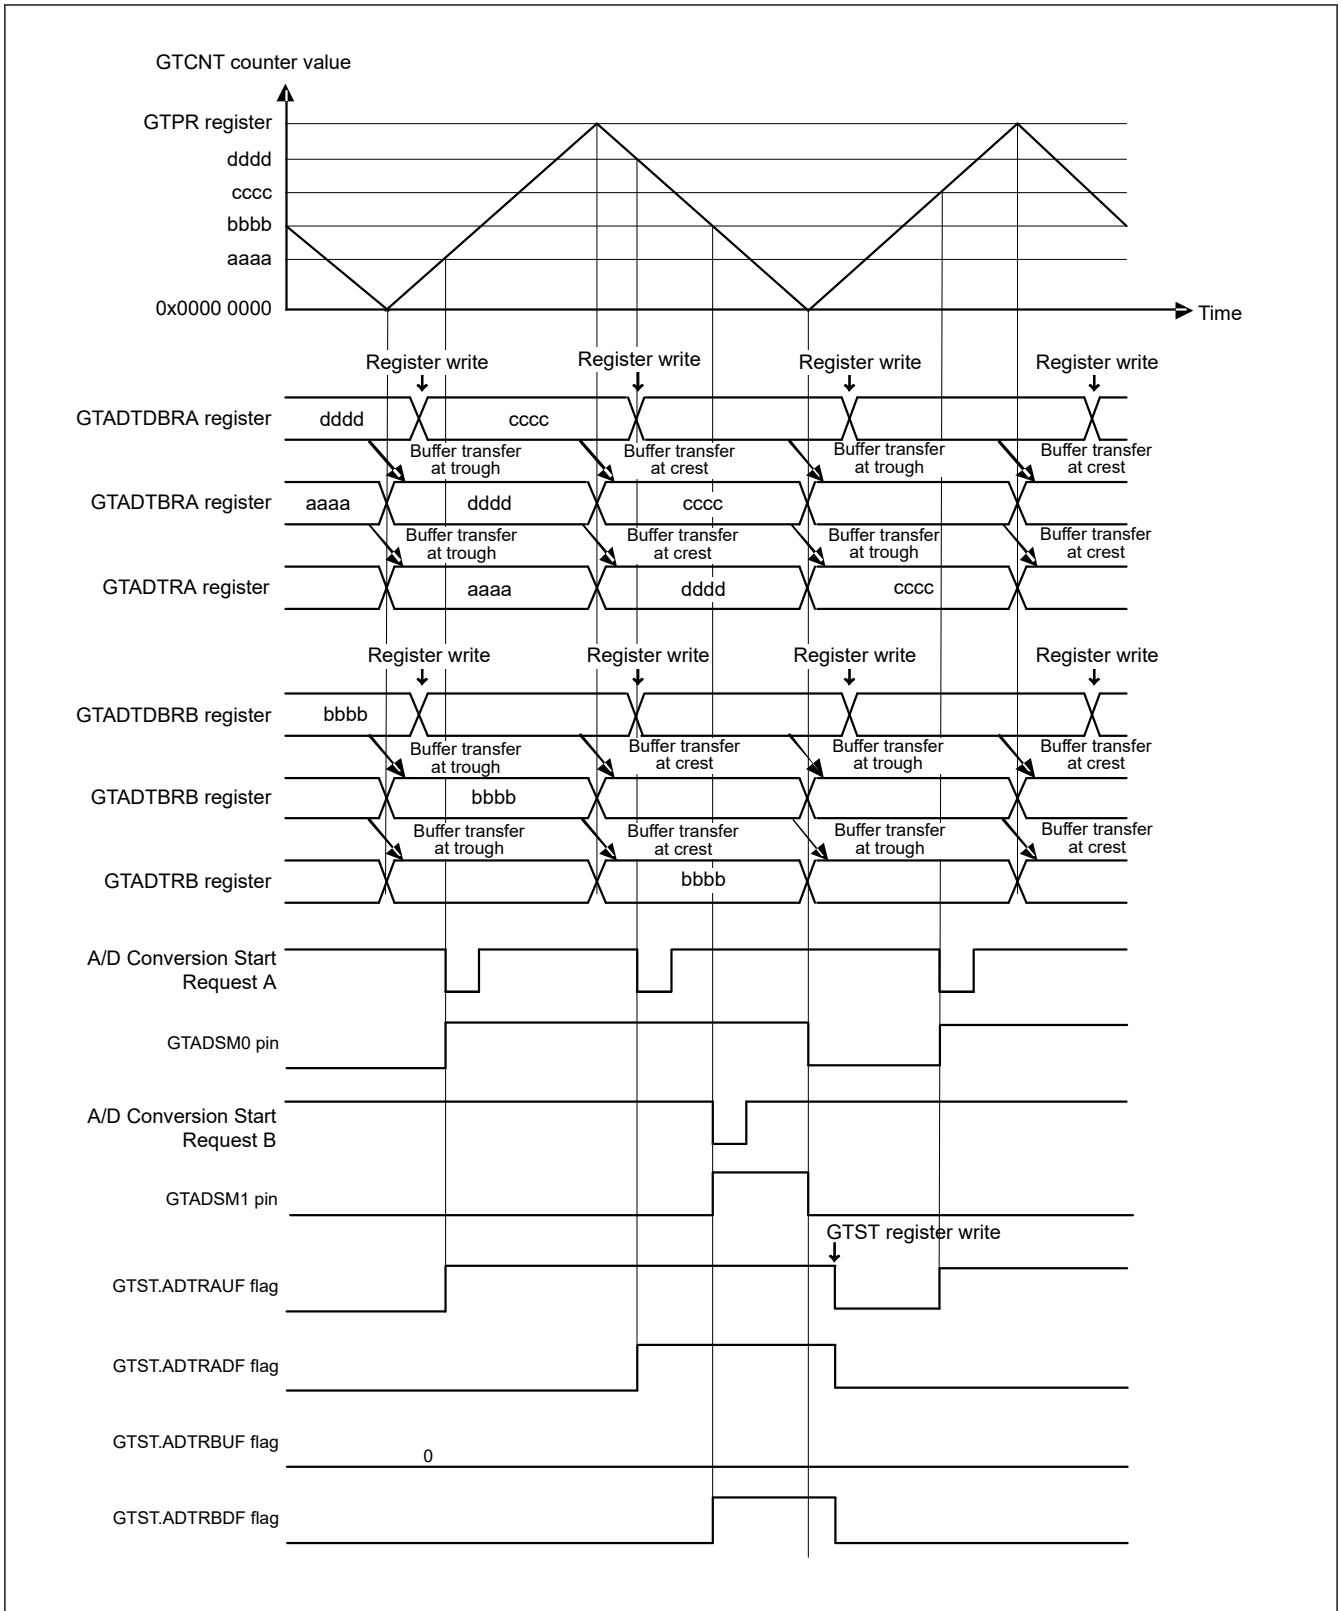 GTCNT counter value
GTPR register
dddd
cccc
bbbb
aaaa
0x0000 0000
Time
Register write Register write Register write Register write
GTADTDBRA register dddd cccc
Buffer transfer Buffer transfer Buffer transfer Buffer transfer
at trough at crest at trough at crest
GTADTBRA register aaaa dddd cccc
Buffer transfer Buffer transfer Buffer transfer Buffer transfer
at trough at crest at trough at crest
GTADTRA register aaaa dddd cccc
Register write Register write Register write Register write
GTADTDBRB register bbbb
Buffer transfer Buffer transfer Buffer transfer Buffer transfer
at trough at crest at trough at crest
GTADTBRB register bbbb
Buffer transfer Buffer transfer Buffer transfer Buffer transfer
at trough at crest at trough at crest
GTADTRB register bbbb
A/D Conversion Start
Request A
GTADSM0 pin
A/D Conversion Start
Request B
GTADSM1 pin
GTST register write
GTST.ADTRAUF flag
GTST.ADTRADF flag
GTST.ADTRBUF flag 0
GTST.ADTRBDF flag